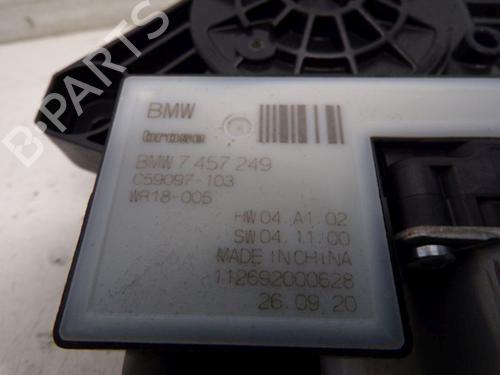 B-PARTS
BMW
brose
BMW 7 457 249
C59097-103
WR18-005
HW 04.A1.02
SW 04.11.00
MADE IN CHINA
112692000628
26.09.20